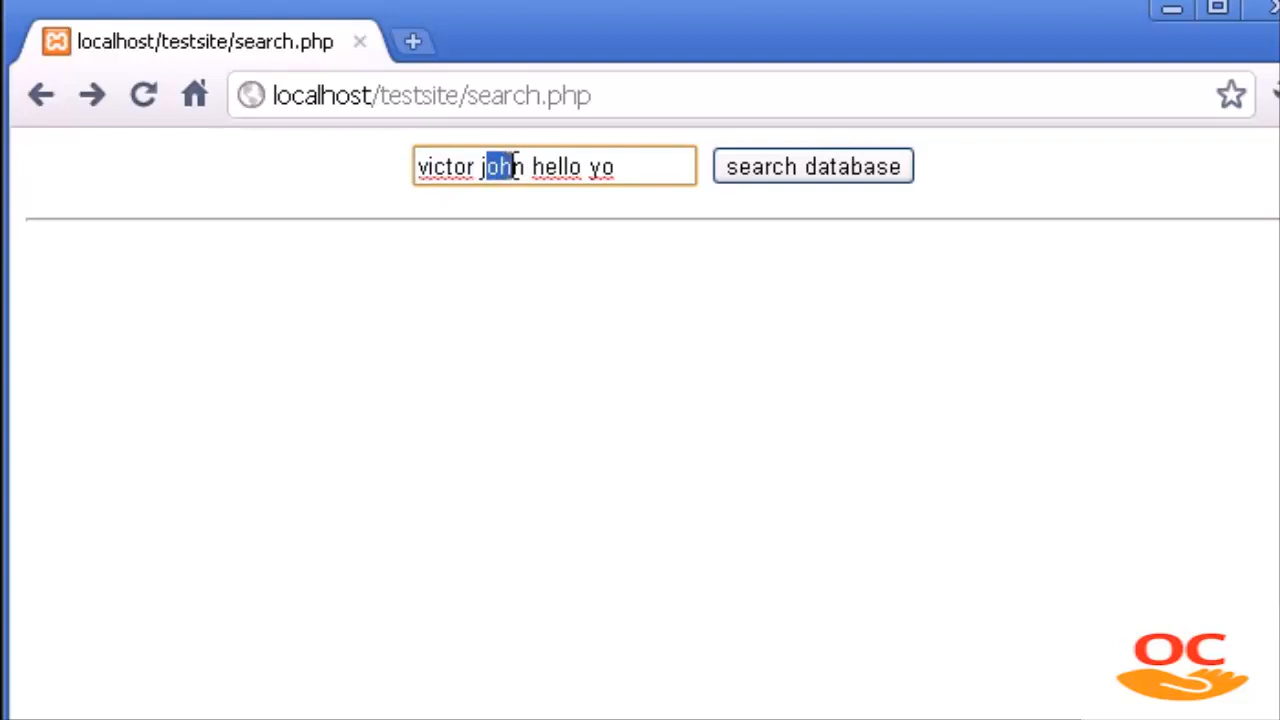 localhost/testsite/search.php
localhost/testsite/search.php
victor john hello yo
search database
OC